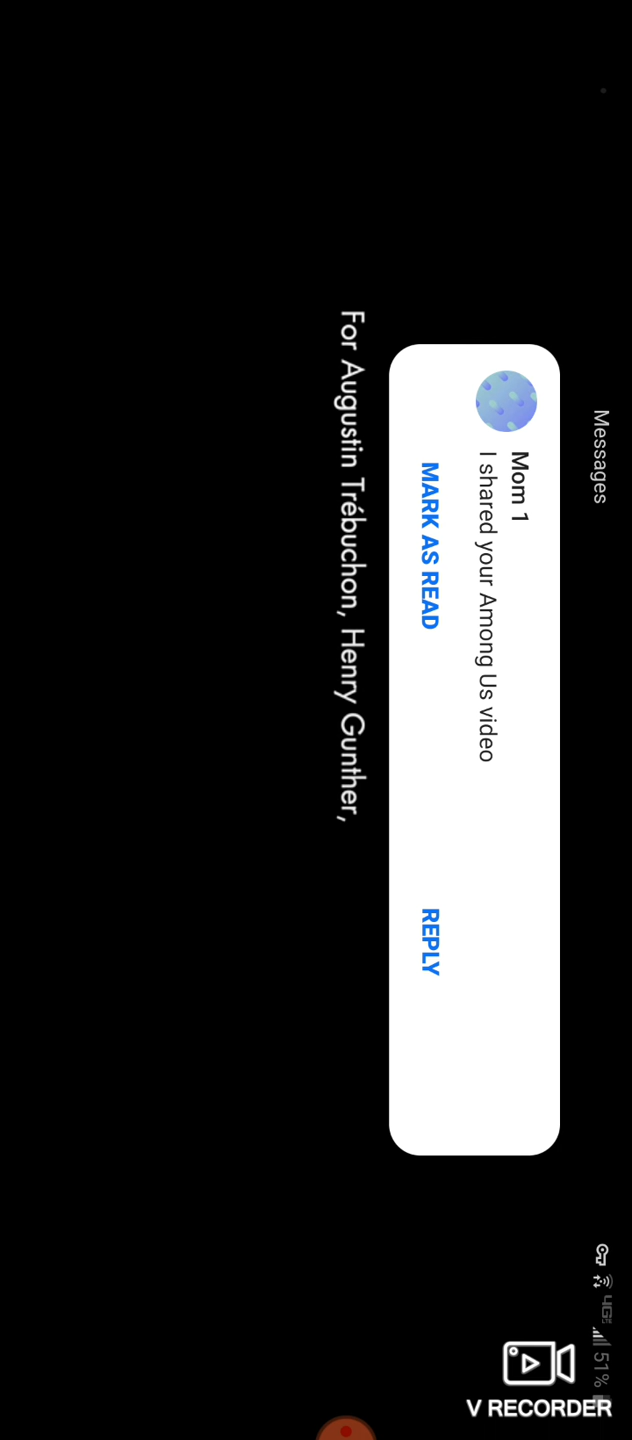 Messages
4G 51%
Mom 1
I shared your Among Us video
MARK AS READ
REPLY
For Augustin Trébuchon, Henry Gunther,
V RECORDER